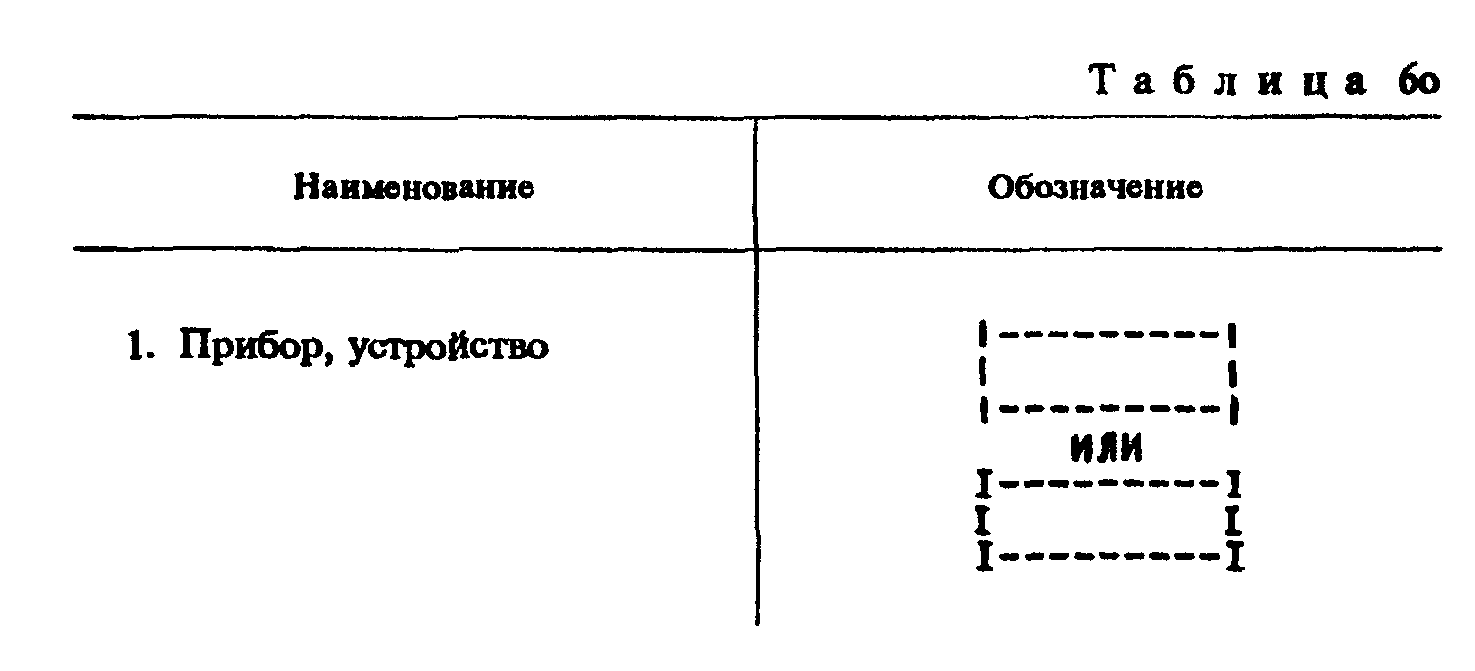 Таблица 6о
Наименование Обозначение
1. Прибор, устройство
|----------|
|          |
|----------|
ИЛИ
I----------I
I          I
I----------I